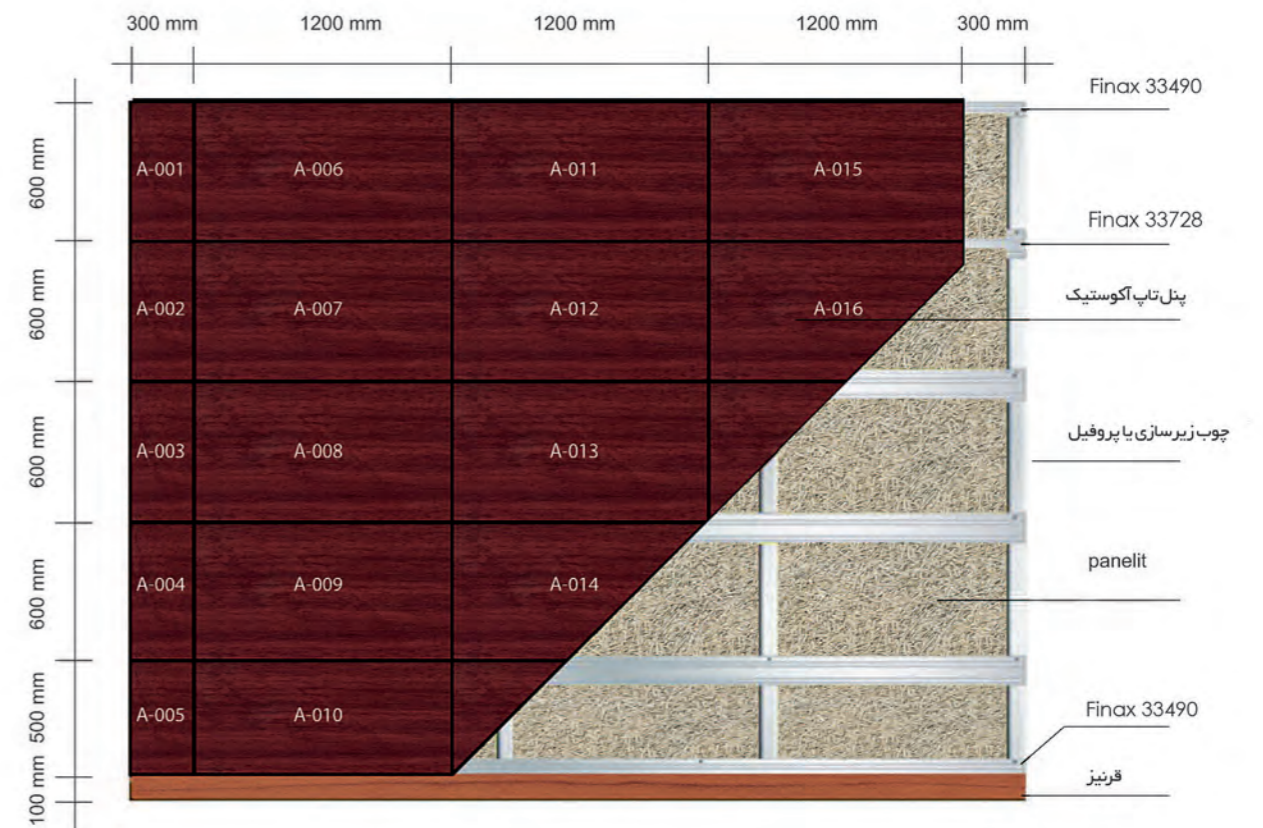 300 mm 1200 mm 1200 mm 1200 mm 300 mm
Finax 33490
600 mm
A-001 A-006 A-011 A-015
Finax 33728
پنل تاپ آکوستیک
600 mm
A-002 A-007 A-012 A-016
چوب زیرسازی یا پروفیل
600 mm
A-003 A-008 A-013
panelit
600 mm
A-004 A-009 A-014
Finax 33490
500 mm
A-005 A-010
قرنیز
100 mm